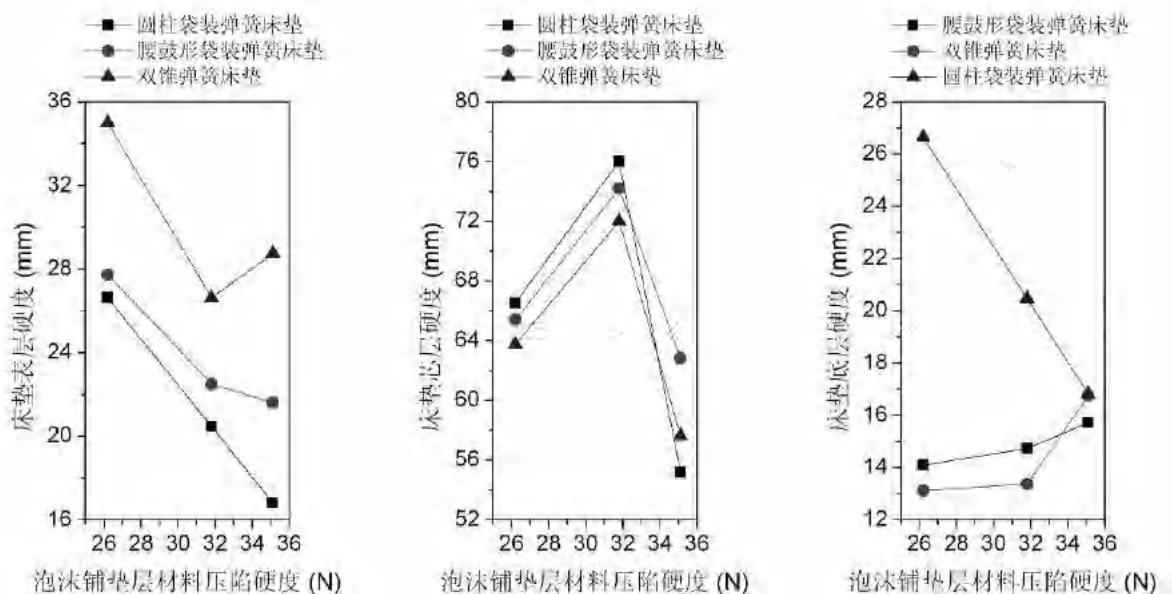 圆柱袋装弹簧床垫
腰鼓形袋装弹簧床垫
双锥弹簧床垫
36
32
28
24
20
16
床垫表层硬度 (mm)
26 28 30 32 34 36
泡沫铺垫层材料压陷硬度 (N)
圆柱袋装弹簧床垫
腰鼓形袋装弹簧床垫
双锥弹簧床垫
80
76
72
68
64
60
56
52
床垫芯层硬度 (mm)
26 28 30 32 34 36
泡沫铺垫层材料压陷硬度 (N)
腰鼓形袋装弹簧床垫
双锥弹簧床垫
圆柱袋装弹簧床垫
28
26
24
22
20
18
16
14
12
床垫底层硬度 (mm)
26 28 30 32 34 36
泡沫铺垫层材料压陷硬度 (N)